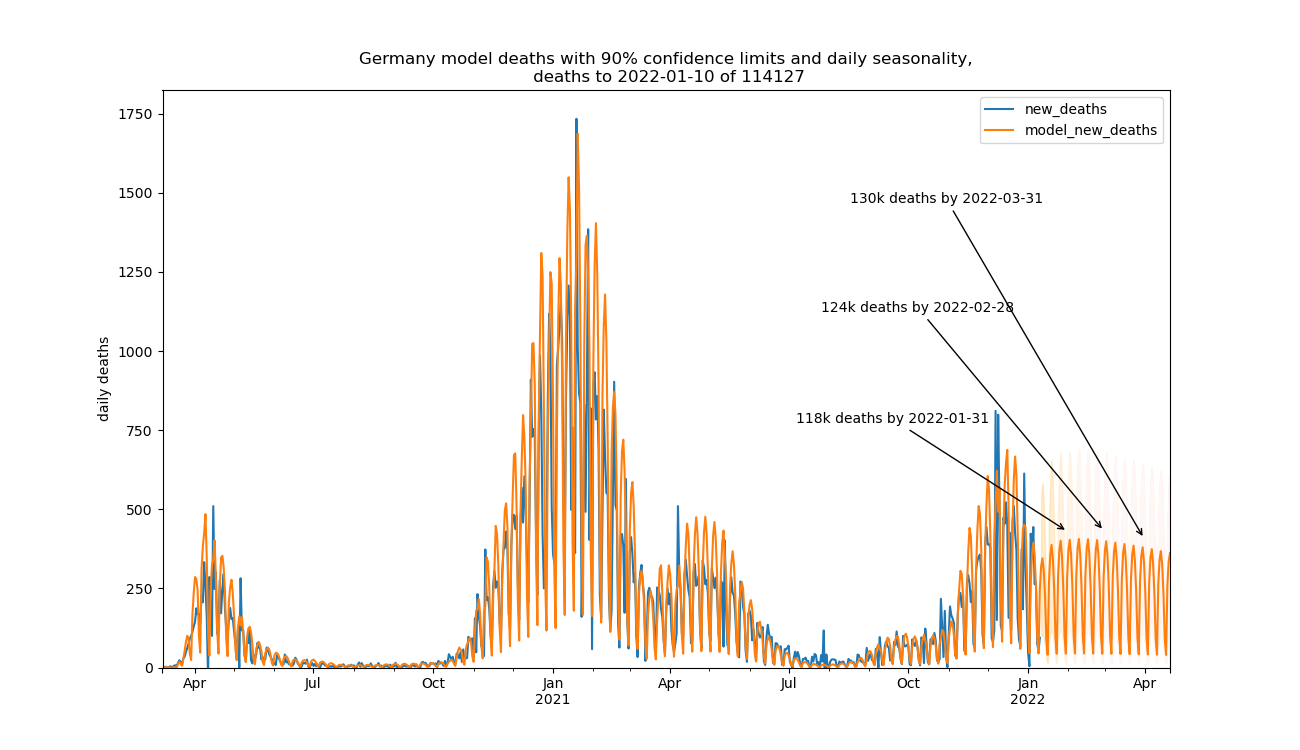 Germany model deaths with 90% confidence limits and daily seasonality,
deaths to 2022-01-10 of 114127
new_deaths
model_new_deaths
daily deaths
1750
1500
1250
1000
750
500
250
0
130k deaths by 2022-03-31
124k deaths by 2022-02-28
118k deaths by 2022-01-31
Apr Jul Oct Jan Apr Jul Oct Jan Apr
2021 2022